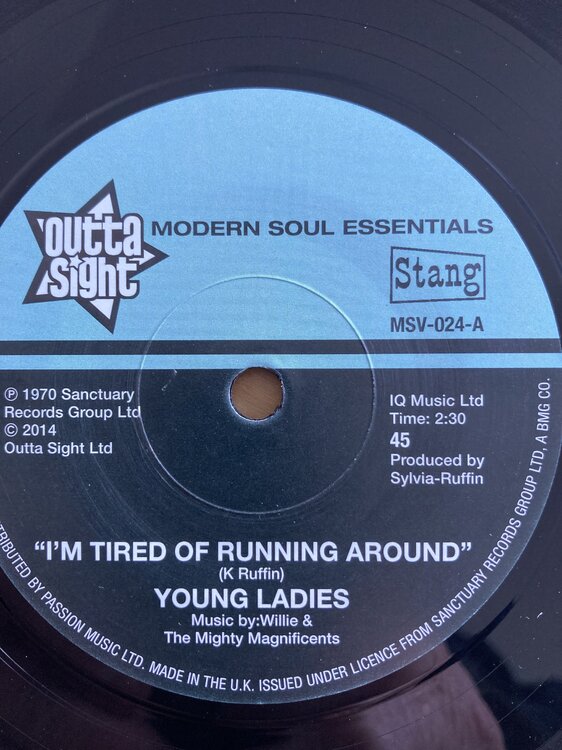 outta
sight
MODERN SOUL ESSENTIALS
Stang
MSV-024-A
℗ 1970 Sanctuary
Records Group Ltd
© 2014
Outta Sight Ltd
IQ Music Ltd
Time: 2:30
45
Produced by
Sylvia-Ruffin
"I'M TIRED OF RUNNING AROUND"
(K Ruffin)
YOUNG LADIES
Music by:Willie &
The Mighty Magnificents
BY PASSION MUSIC LTD. MADE IN THE U.K. ISSUED UNDER LICENCE FROM SANCTUARY RECORDS GROUP LTD, A BMG CO.